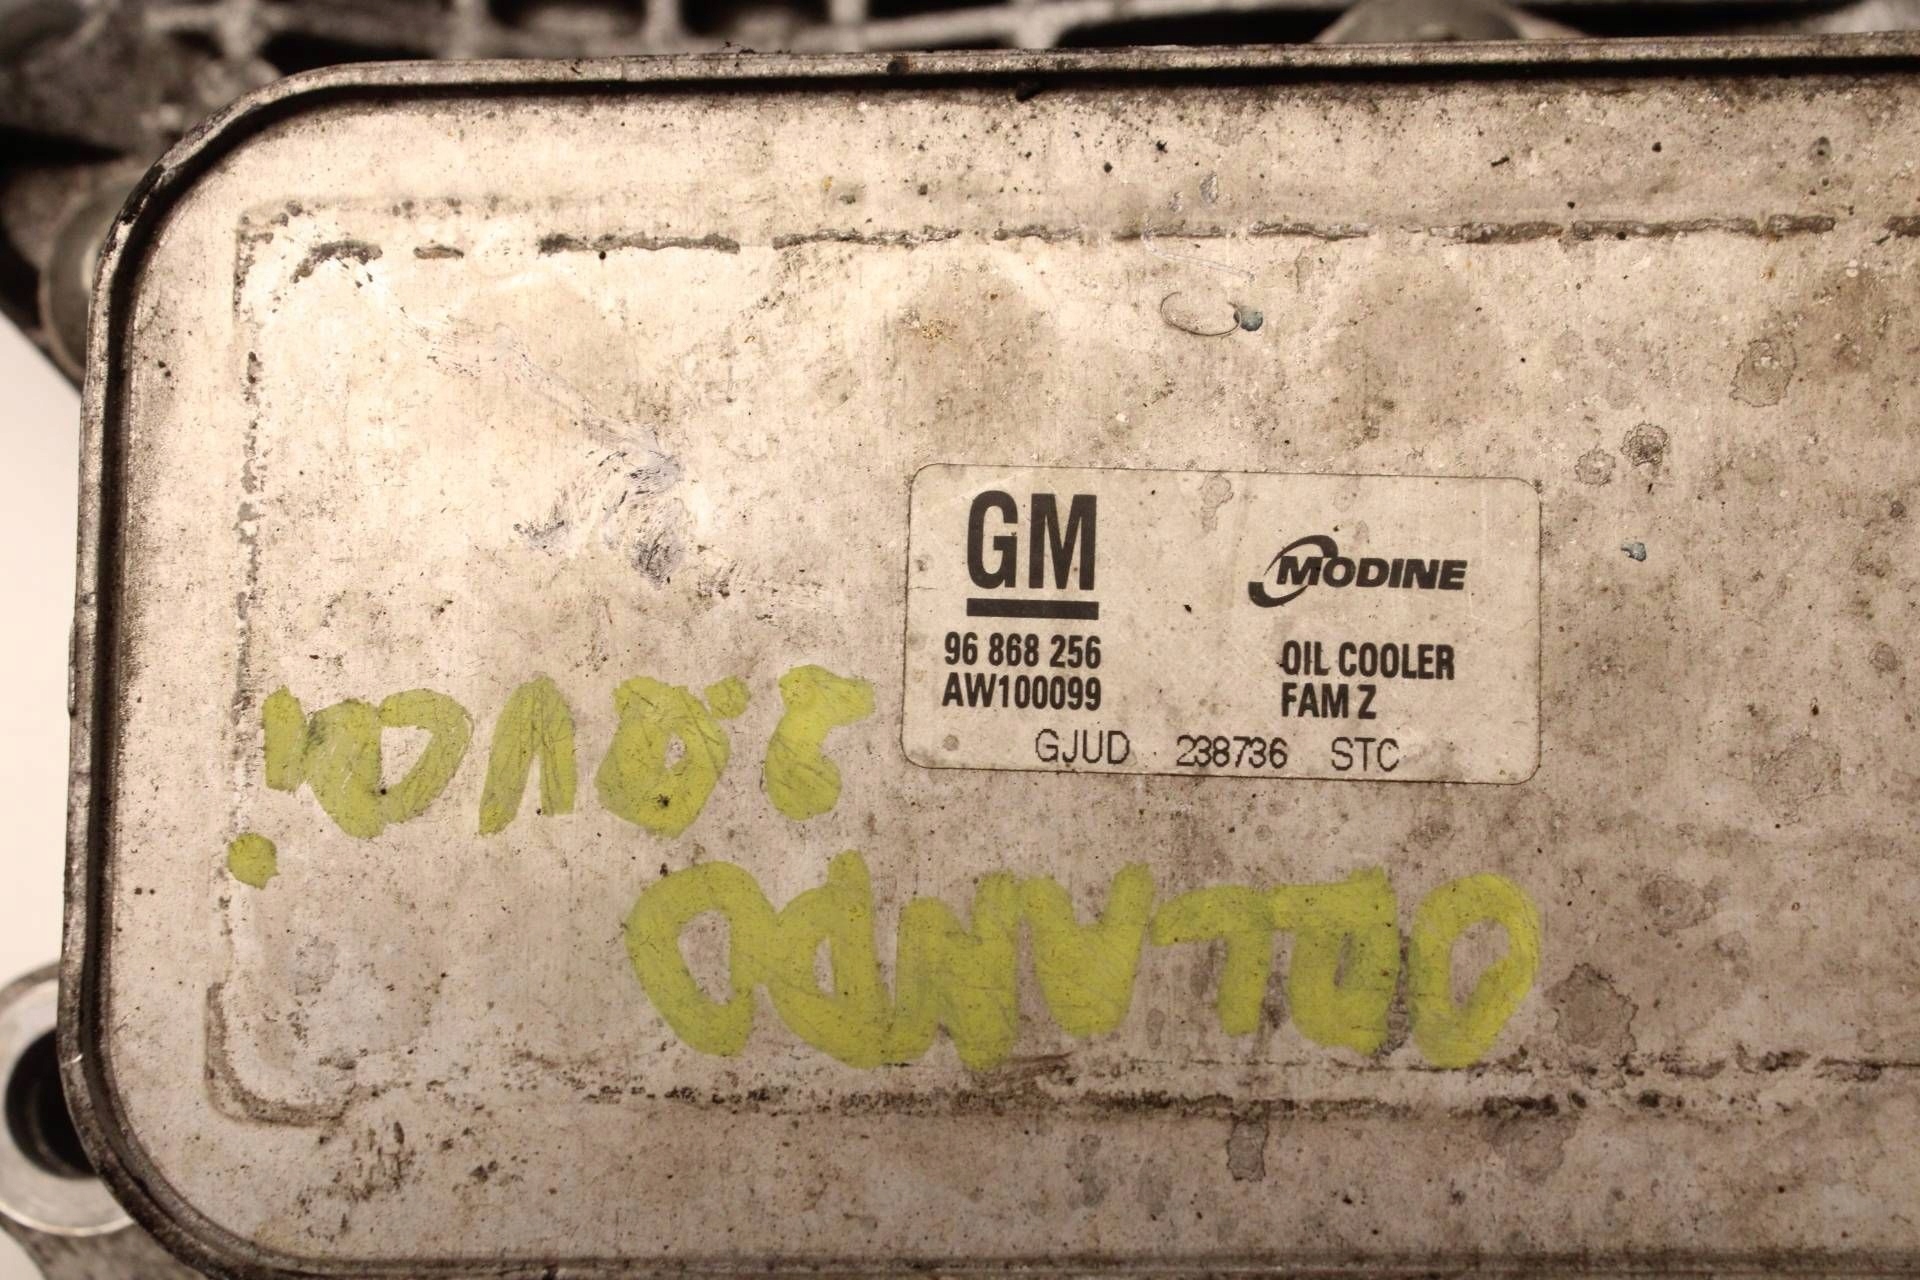 GM
MODINE
96 868 256
OIL COOLER
AW100099
FAM Z
GJUD 238736 STC